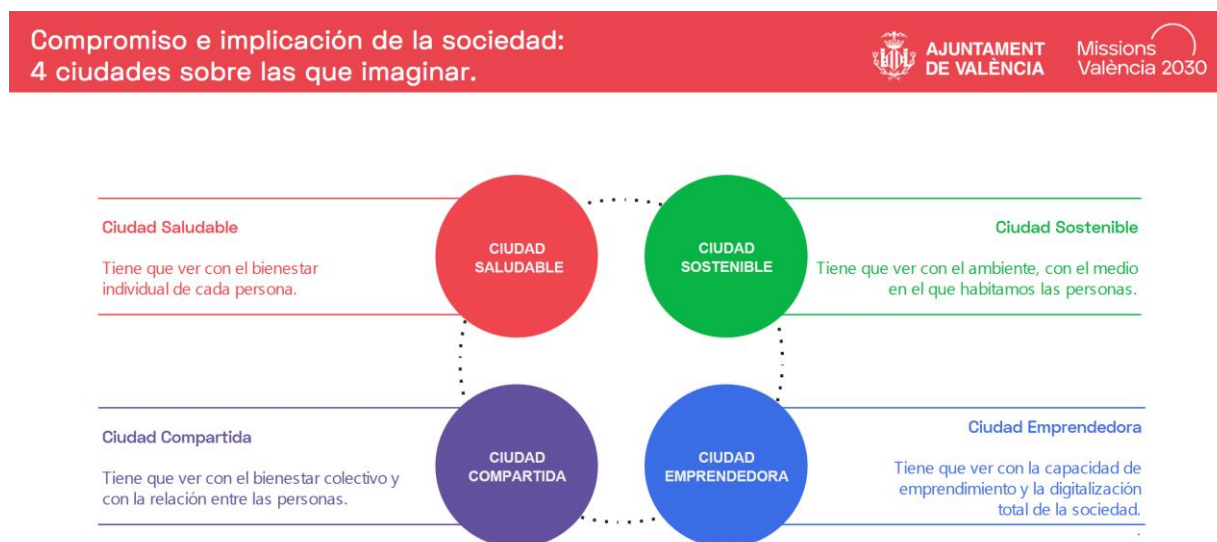 Compromiso e implicación de la sociedad:
4 ciudades sobre las que imaginar.
AJUNTAMENT
DE VALÈNCIA
Missions
València 2030
Ciudad Saludable
Tiene que ver con el bienestar
individual de cada persona.
CIUDAD
SALUDABLE
CIUDAD
SOSTENIBLE
Ciudad Sostenible
Tiene que ver con el ambiente, con el medio
en el que habitamos las personas.
Ciudad Compartida
Tiene que ver con el bienestar colectivo y
con la relación entre las personas.
CIUDAD
COMPARTIDA
CIUDAD
EMPRENDEDORA
Ciudad Emprendedora
Tiene que ver con la capacidad de
emprendimiento y la digitalización
total de la sociedad.